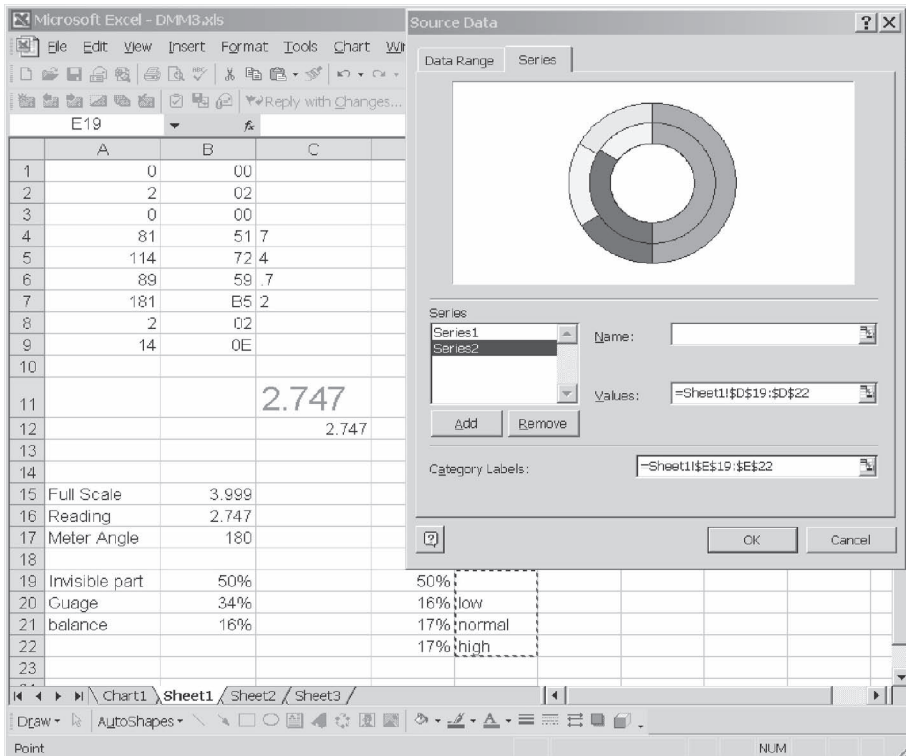 Microsoft Excel - DMM3.xls
File Edit View Insert Format Tools Chart Wir
Reply with Changes...
E19 fx
A B C
1 0 00
2 2 02
3 0 00
4 81 51 7
5 114 72 4
6 89 59 .7
7 181 B5 2
8 2 02
9 14 0E
10
11 2.747
12 2.747
13
14
15 Full Scale 3.999
16 Reading 2.747
17 Meter Angle 180
18
19 Invisible part 50% 50%
20 Guage 34% 16% low
21 balance 16% 17% normal
22 17% high
23
Chart1 Sheet1 Sheet2 Sheet3
Draw AutoShapes
Point NUM
Source Data
Data Range Series
Series
Series1
Series2
Add Remove
Name:
Values: =Sheet1!$D$19:$D$22
Category Labels: =Sheet1!$E$19:$E$22
OK Cancel